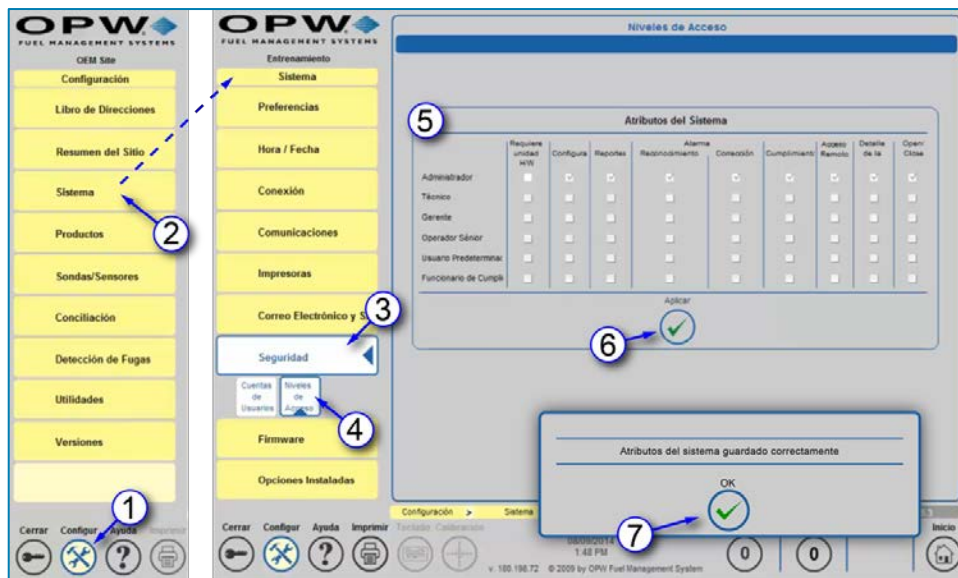 OPW
FUEL MANAGEMENT SYSTEMS
OEM Site
Configuración
Libro de Direcciones
Resumen del Sitio
Sistema
2
Productos
Sondas/Sensores
Conciliación
Detección de Fugas
Utilidades
Versiones
1
Cerrar Configur Ayuda Imprimir
OPW
FUEL MANAGEMENT SYSTEMS
Entrenamiento
Sistema
Preferencias
Hora / Fecha
Conexión
Comunicaciones
Impresoras
Correo Electrónico y S
3
Seguridad
Cuentas de Usuarios
Niveles de Acceso
4
Firmware
Opciones Instaladas
Cerrar Configur Ayuda Imprimir Teclado Calibración
Niveles de Acceso
5
Atributos del Sistema
Alarma
Requiere unidad HW
Configura
Reportes
Reconocimiento
Corrección
Cumplimient
Acceso Remoto
Detalle de la
Open/ Close
Administrador
Técnico
Gerente
Operador Sénior
Usuario Predeterminac
Funcionario de Cumpli
Aplicar
6
Atributos del sistema guardado correctamente
OK
7
Configuración > Sistema
1:48 PM
0
0
Inicio
v. 180.198.72 © 2009 by OPW Fuel Management System